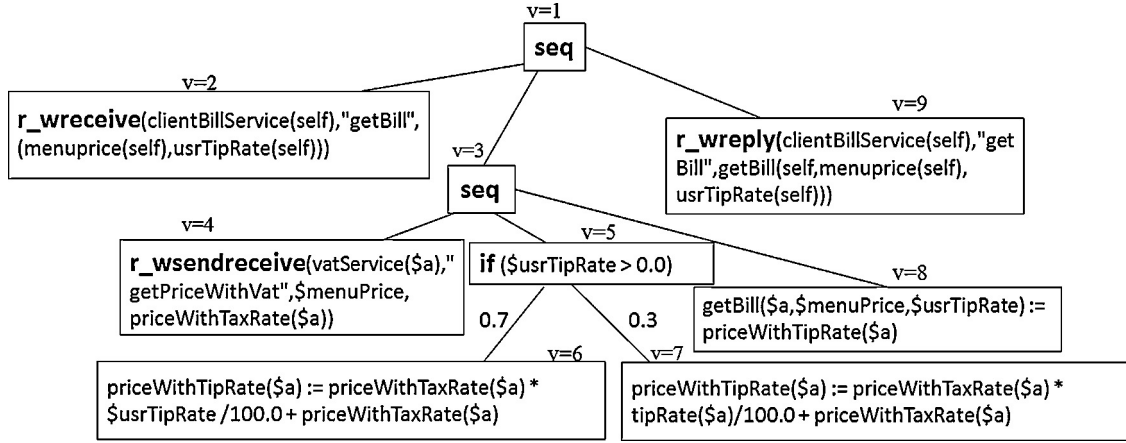 v=1
seq
v=2
r_wreceive(clientBillService(self),"getBill",
(menuprice(self),usrTipRate(self)))
v=9
r_wreply(clientBillService(self),"get
Bill",getBill(self,menuprice(self),
usrTipRate(self)))
v=3
seq
v=4
r_wsendreceive(vatService($a),"
getPriceWithVat",$menuPrice,
priceWithTaxRate($a))
v=5
if ($usrTipRate > 0.0)
v=8
getBill($a,$menuPrice,$usrTipRate) :=
priceWithTipRate($a)
0.7
0.3
v=6
priceWithTipRate($a) := priceWithTaxRate($a) *
$usrTipRate /100.0 + priceWithTaxRate($a)
v=7
priceWithTipRate($a) := priceWithTaxRate($a) *
tipRate($a)/100.0 + priceWithTaxRate($a)